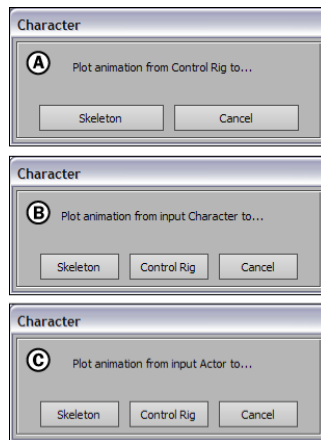 Character
A Plot animation from Control Rig to...
Skeleton Cancel
Character
B Plot animation from input Character to...
Skeleton Control Rig Cancel
Character
C Plot animation from input Actor to...
Skeleton Control Rig Cancel